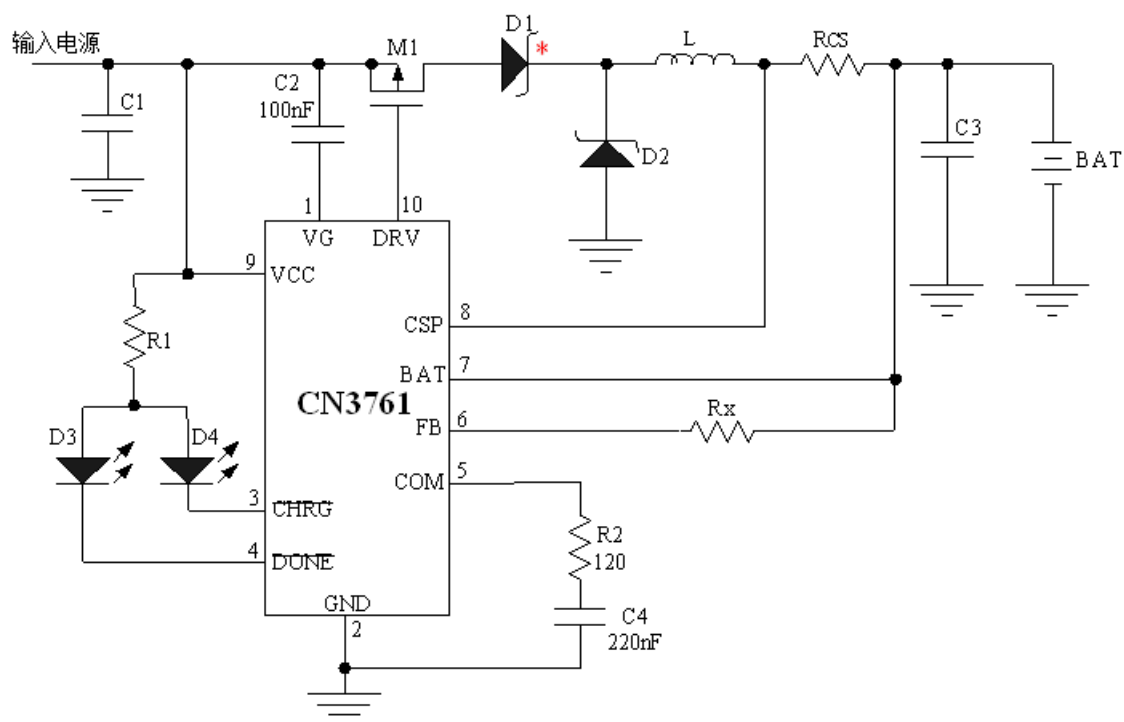 输入电源
C1
C2
100nF
M1
D1
*
L
RCS
D2
C3
BAT
1
10
VG
DRV
9
VCC
R1
CSP
8
BAT
7
CN3761
FB
6
Rx
D3
D4
COM
5
3
CHRG
4
DONE
R2
120
GND
2
C4
220nF